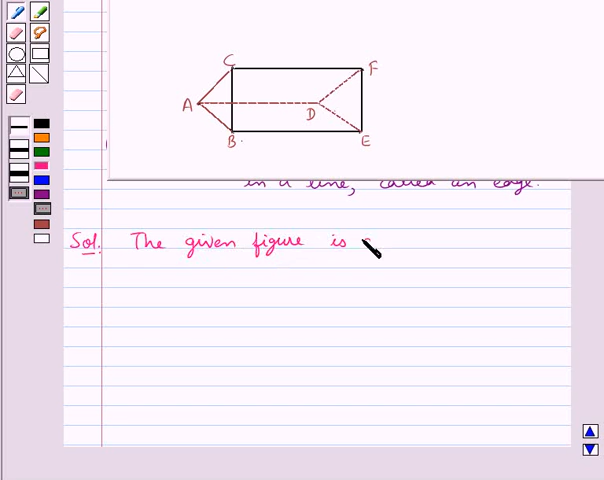 C
F
A
D
B
E
in a line, called an edge.
Sol. The given figure is